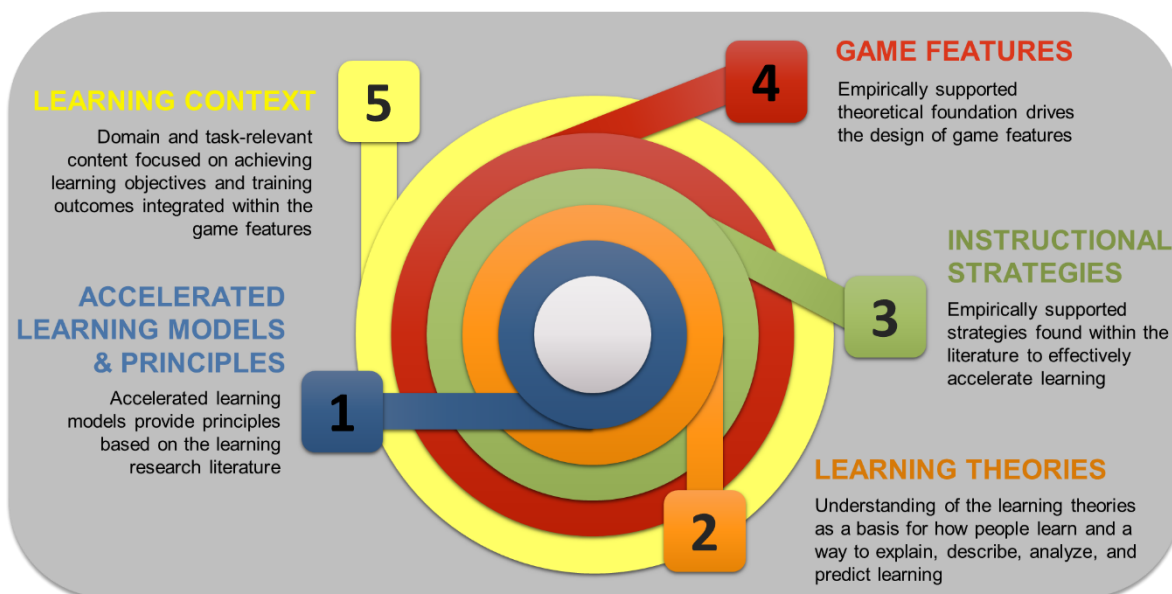 LEARNING CONTEXT
Domain and task-relevant
content focused on achieving
learning objectives and training
outcomes integrated within the
game features
5
4
GAME FEATURES
Empirically supported
theoretical foundation drives
the design of game features
ACCELERATED
LEARNING MODELS
& PRINCIPLES
Accelerated learning
models provide principles
based on the learning
research literature
1
3
INSTRUCTIONAL
STRATEGIES
Empirically supported
strategies found within the
literature to effectively
accelerate learning
2
LEARNING THEORIES
Understanding of the learning theories
as a basis for how people learn and a
way to explain, describe, analyze, and
predict learning